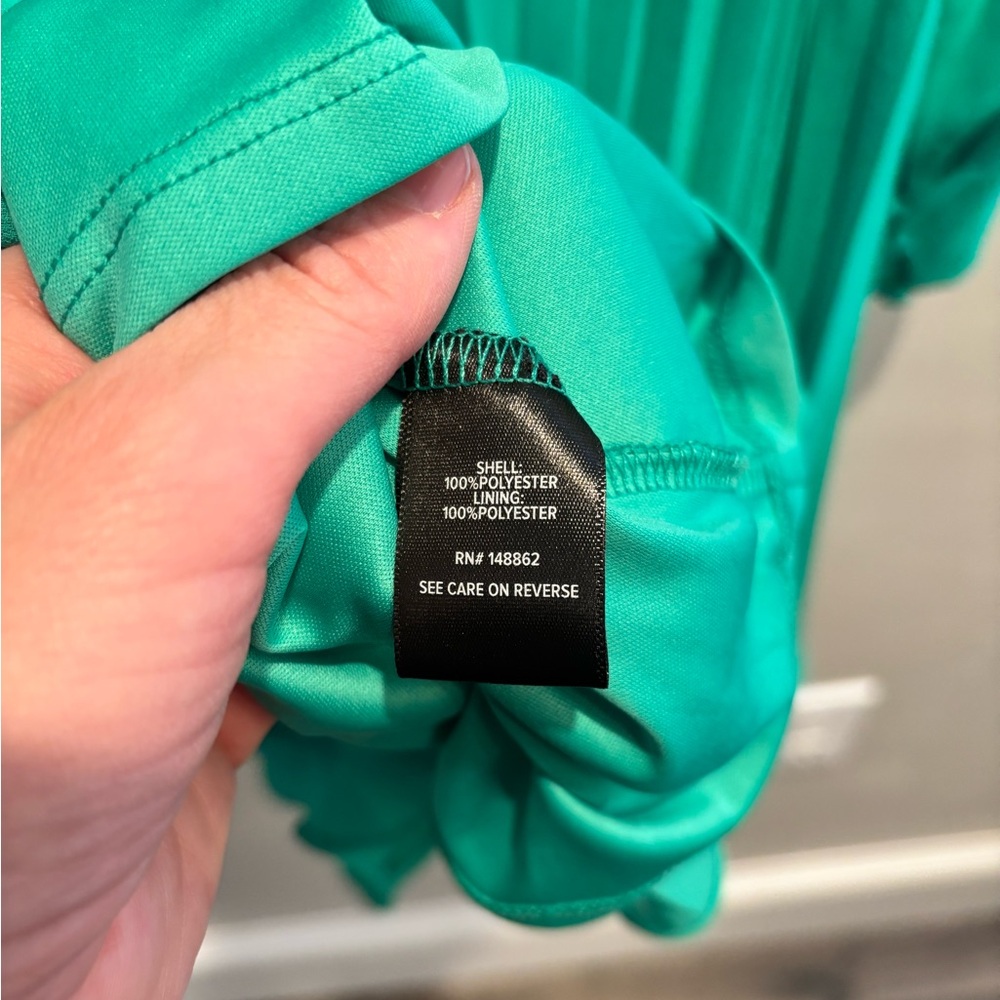 SHELL:
100%POLYESTER
LINING:
100%POLYESTER
RN# 148862
SEE CARE ON REVERSE